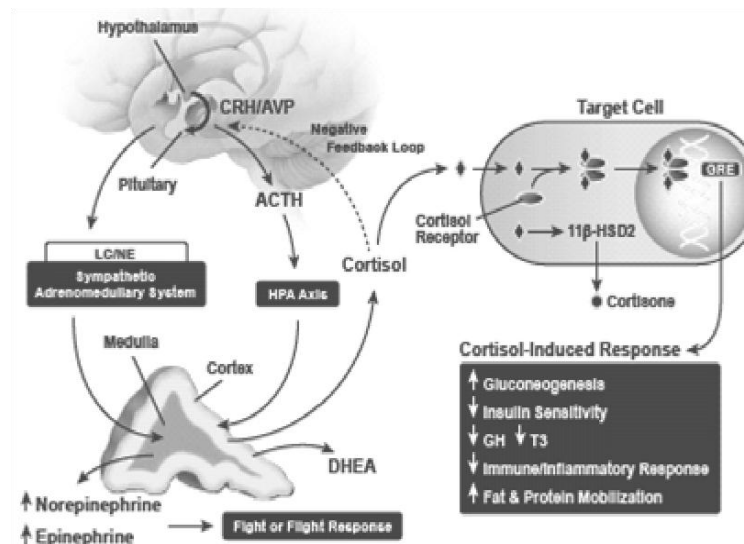 Hypothalamus
CRH/AVP
Negative
Feedback Loop
Pituitary
ACTH
LC/NE
Sympathetic
Adrenomedullary System
HPA Axis
Cortisol
Medulla
Cortex
DHEA
Norepinephrine
Epinephrine
Fight or Flight Response
Target Cell
GRE
Cortisol
Receptor
11β-HSD2
Cortisone
Cortisol-Induced Response
Gluconeogenesis
Insulin Sensitivity
GH T3
Immune/Inflammatory Response
Fat & Protein Mobilization